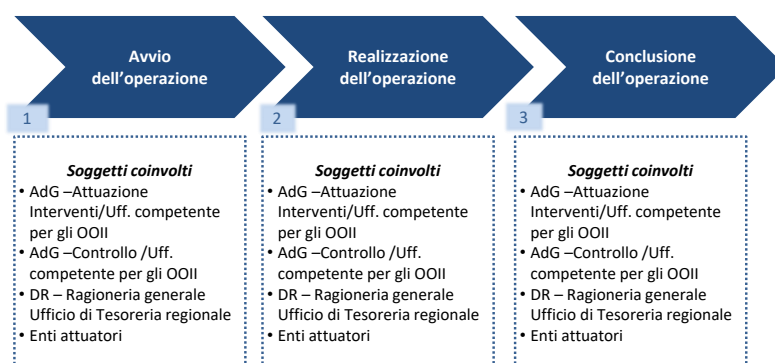 Avvio
dell'operazione
Realizzazione
dell'operazione
Conclusione
dell'operazione
1
2
3
Soggetti coinvolti
• AdG –Attuazione
Interventi/Uff. competente
per gli OOII
• AdG –Controllo /Uff.
competente per gli OOII
• DR – Ragioneria generale
Ufficio di Tesoreria regionale
• Enti attuatori
Soggetti coinvolti
• AdG –Attuazione
Interventi/Uff. competente
per gli OOII
• AdG –Controllo /Uff.
competente per gli OOII
• DR – Ragioneria generale
Ufficio di Tesoreria regionale
• Enti attuatori
Soggetti coinvolti
• AdG –Attuazione
Interventi/Uff. competente
per gli OOII
• AdG –Controllo /Uff.
competente per gli OOII
• DR – Ragioneria generale
Ufficio di Tesoreria regionale
• Enti attuatori